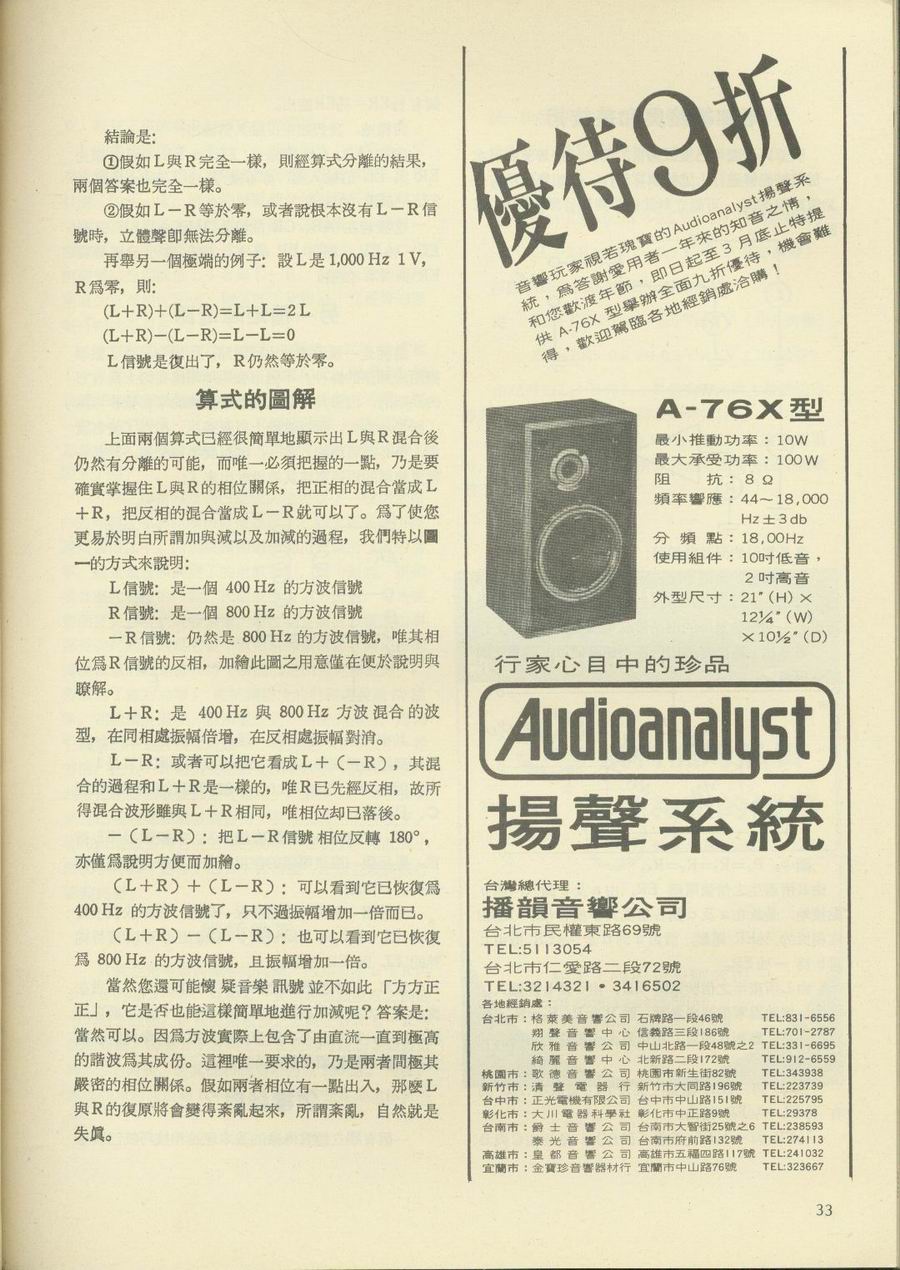 結論是:
①假如L與R完全一樣，則經算式分離的結果，
兩個答案也完全一樣。
②假如L－R等於零，或者說根本沒有L－R信
號時，立體聲卽無法分離。
再舉另一個極端的例子: 設L是1,000 Hz 1V，
R爲零，則:
(L+R)+(L−R)=L+L=2L
(L+R)−(L−R)=L−L=0
L信號是復出了，R仍然等於零。
算式的圖解
上面兩個算式已經很簡單地顯示出L與R混合後
仍然有分離的可能，而唯一必須把握的一點，乃是要
確實掌握住L與R的相位關係，把正相的混合當成L
＋R，把反相的混合當成L－R就可以了。爲了使您
更易於明白所謂加與減以及加減的過程，我們特以圖
一的方式來說明:
L信號: 是一個 400 Hz 的方波信號
R信號: 是一個 800 Hz 的方波信號
－R信號: 仍然是 800 Hz 的方波信號，唯其相
位爲R信號的反相，加繪此圖之用意僅在便於說明與
瞭解。
L+R: 是 400 Hz 與 800 Hz 方波混合的波
型，在同相處振幅倍增，在反相處振幅對消。
L－R: 或者可以把它看成L＋（－R），其混
合的過程和L＋R是一樣的，唯R已先經反相，故所
得混合波形雖與L＋R相同，唯相位却已落後。
－（L－R）: 把L－R信號相位反轉 180°，
亦僅爲說明方便而加繪。
（L＋R）＋（L－R）: 可以看到它已恢復爲
400 Hz 的方波信號了，只不過振幅增加一倍而已。
（L＋R）－（L－R）: 也可以看到它已恢復
爲 800 Hz 的方波信號，且振幅增加一倍。
當然您還可能懷疑音樂訊號並不如此「方方正
正」，它是否也能這樣簡單地進行加減呢？答案是:
當然可以。因爲方波實際上包含了由直流一直到極高
的諧波爲其成份。這裡唯一要求的，乃是兩者間極其
嚴密的相位關係。假如兩者相位有一點出入，那麼L
與R的復原將會變得紊亂起來，所謂紊亂，自然就是
失眞。
優待9折
音響玩家視若瑰寶的Audioanalyst揚聲系
統，爲答謝愛用者一年來的知音之情，
和您歡渡年節，即日起至3月底止特提
供 A-76X 型舉辦全面九折優待，機會難
得，歡迎駕臨各地經銷處洽購！
A-76X型
最小推動功率：10W
最大承受功率：100W
阻 抗：8 Ω
頻率響應：44～18,000
Hz±3db
分 頻 點：18,00Hz
使用組件：10吋低音，
2吋高音
外型尺寸：21″(H)×
12¼″(W)
×10½″(D)
行家心目中的珍品
Audioanalyst
揚聲系統
台灣總代理：
播韻音響公司
台北市民權東路69號
TEL:5113054
台北市仁愛路二段72號
TEL:3214321 • 3416502
各地經銷處：
台北市：格萊美音響公司 石牌路一段46號 TEL:831-6556
翔聲音響中心 信義路三段186號 TEL:701-2787
欣雅音響公司 中山北路一段48號之2 TEL:331-6695
綺麗音響中心 北新路二段172號 TEL:912-6559
桃園市：歌德音響公司 桃園市新生街82號 TEL:343938
新竹市：清聲電器行 新竹市大同路196號 TEL:223739
台中市：正光電機有限公司 台中市中山路151號 TEL:225795
彰化市：大川電器科學社 彰化市中正路9號 TEL:29378
台南市：爵士音響公司 台南市大智街25號之6 TEL:238593
泰光音響公司 台南市府前路132號 TEL:274113
高雄市：皇都音響公司 高雄市五福四路117號 TEL:241032
宜蘭市：金寶珍音響器材行 宜蘭市中山路76號 TEL:323667
33